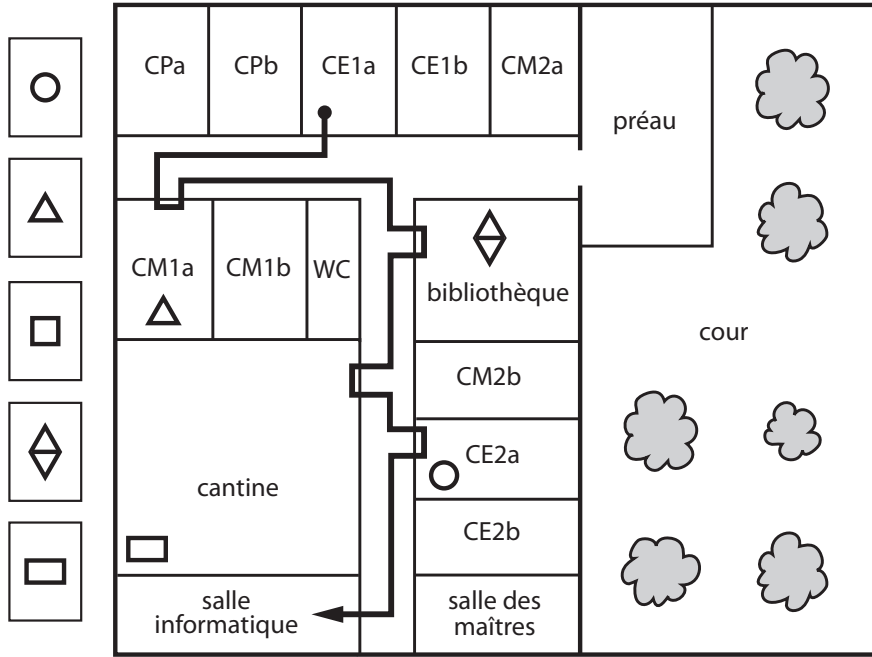 CPa
CPb
CE1a
CE1b
CM2a
préau
CM1a
CM1b
WC
bibliothèque
cour
CM2b
cantine
CE2a
CE2b
salle
informatique
salle des
maîtres